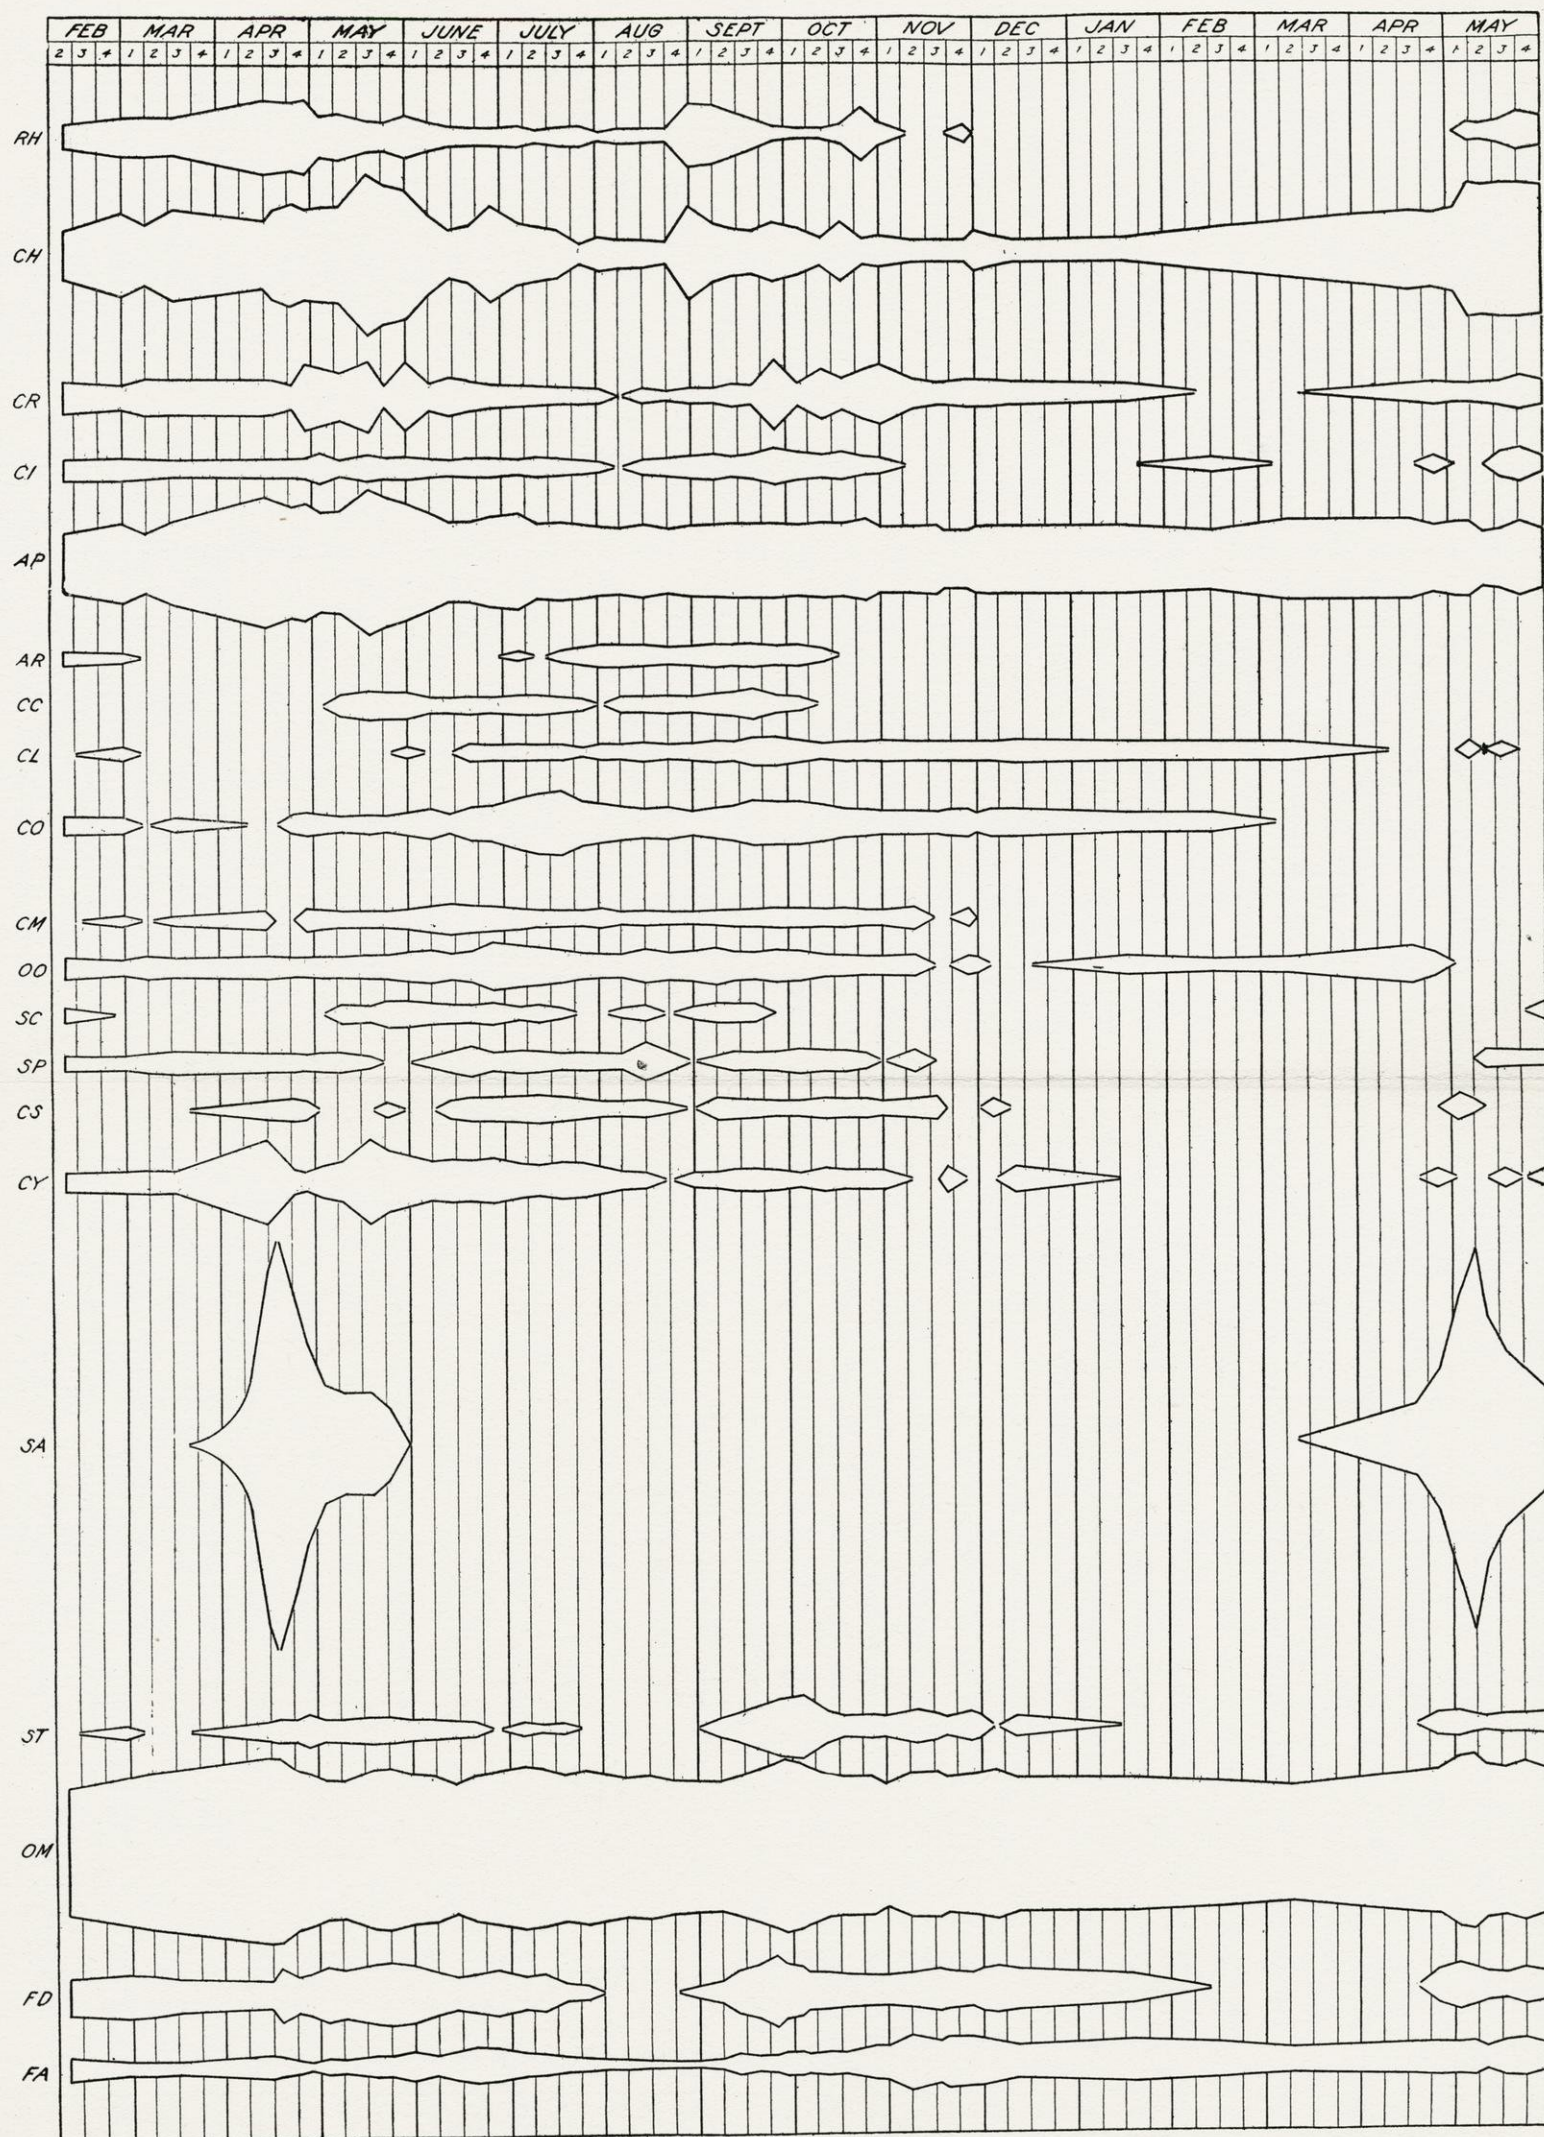 FEB MAR APR MAY JUNE JULY AUG SEPT OCT NOV DEC JAN FEB MAR APR MAY
2 3 4 1 2 3 4 1 2 3 4 1 2 3 4 1 2 3 4 1 2 3 4 1 2 3 4 1 2 3 4 1 2 3 4 1 2 3 4 1 2 3 4 1 2 3 4 1 2 3 4 1 2 3 4 1 2 3 4 1 2 3 4
RH
CH
CR
CI
AP
AR
CC
CL
CO
CM
OO
SC
SP
CS
CY
SA
ST
OM
FD
FA